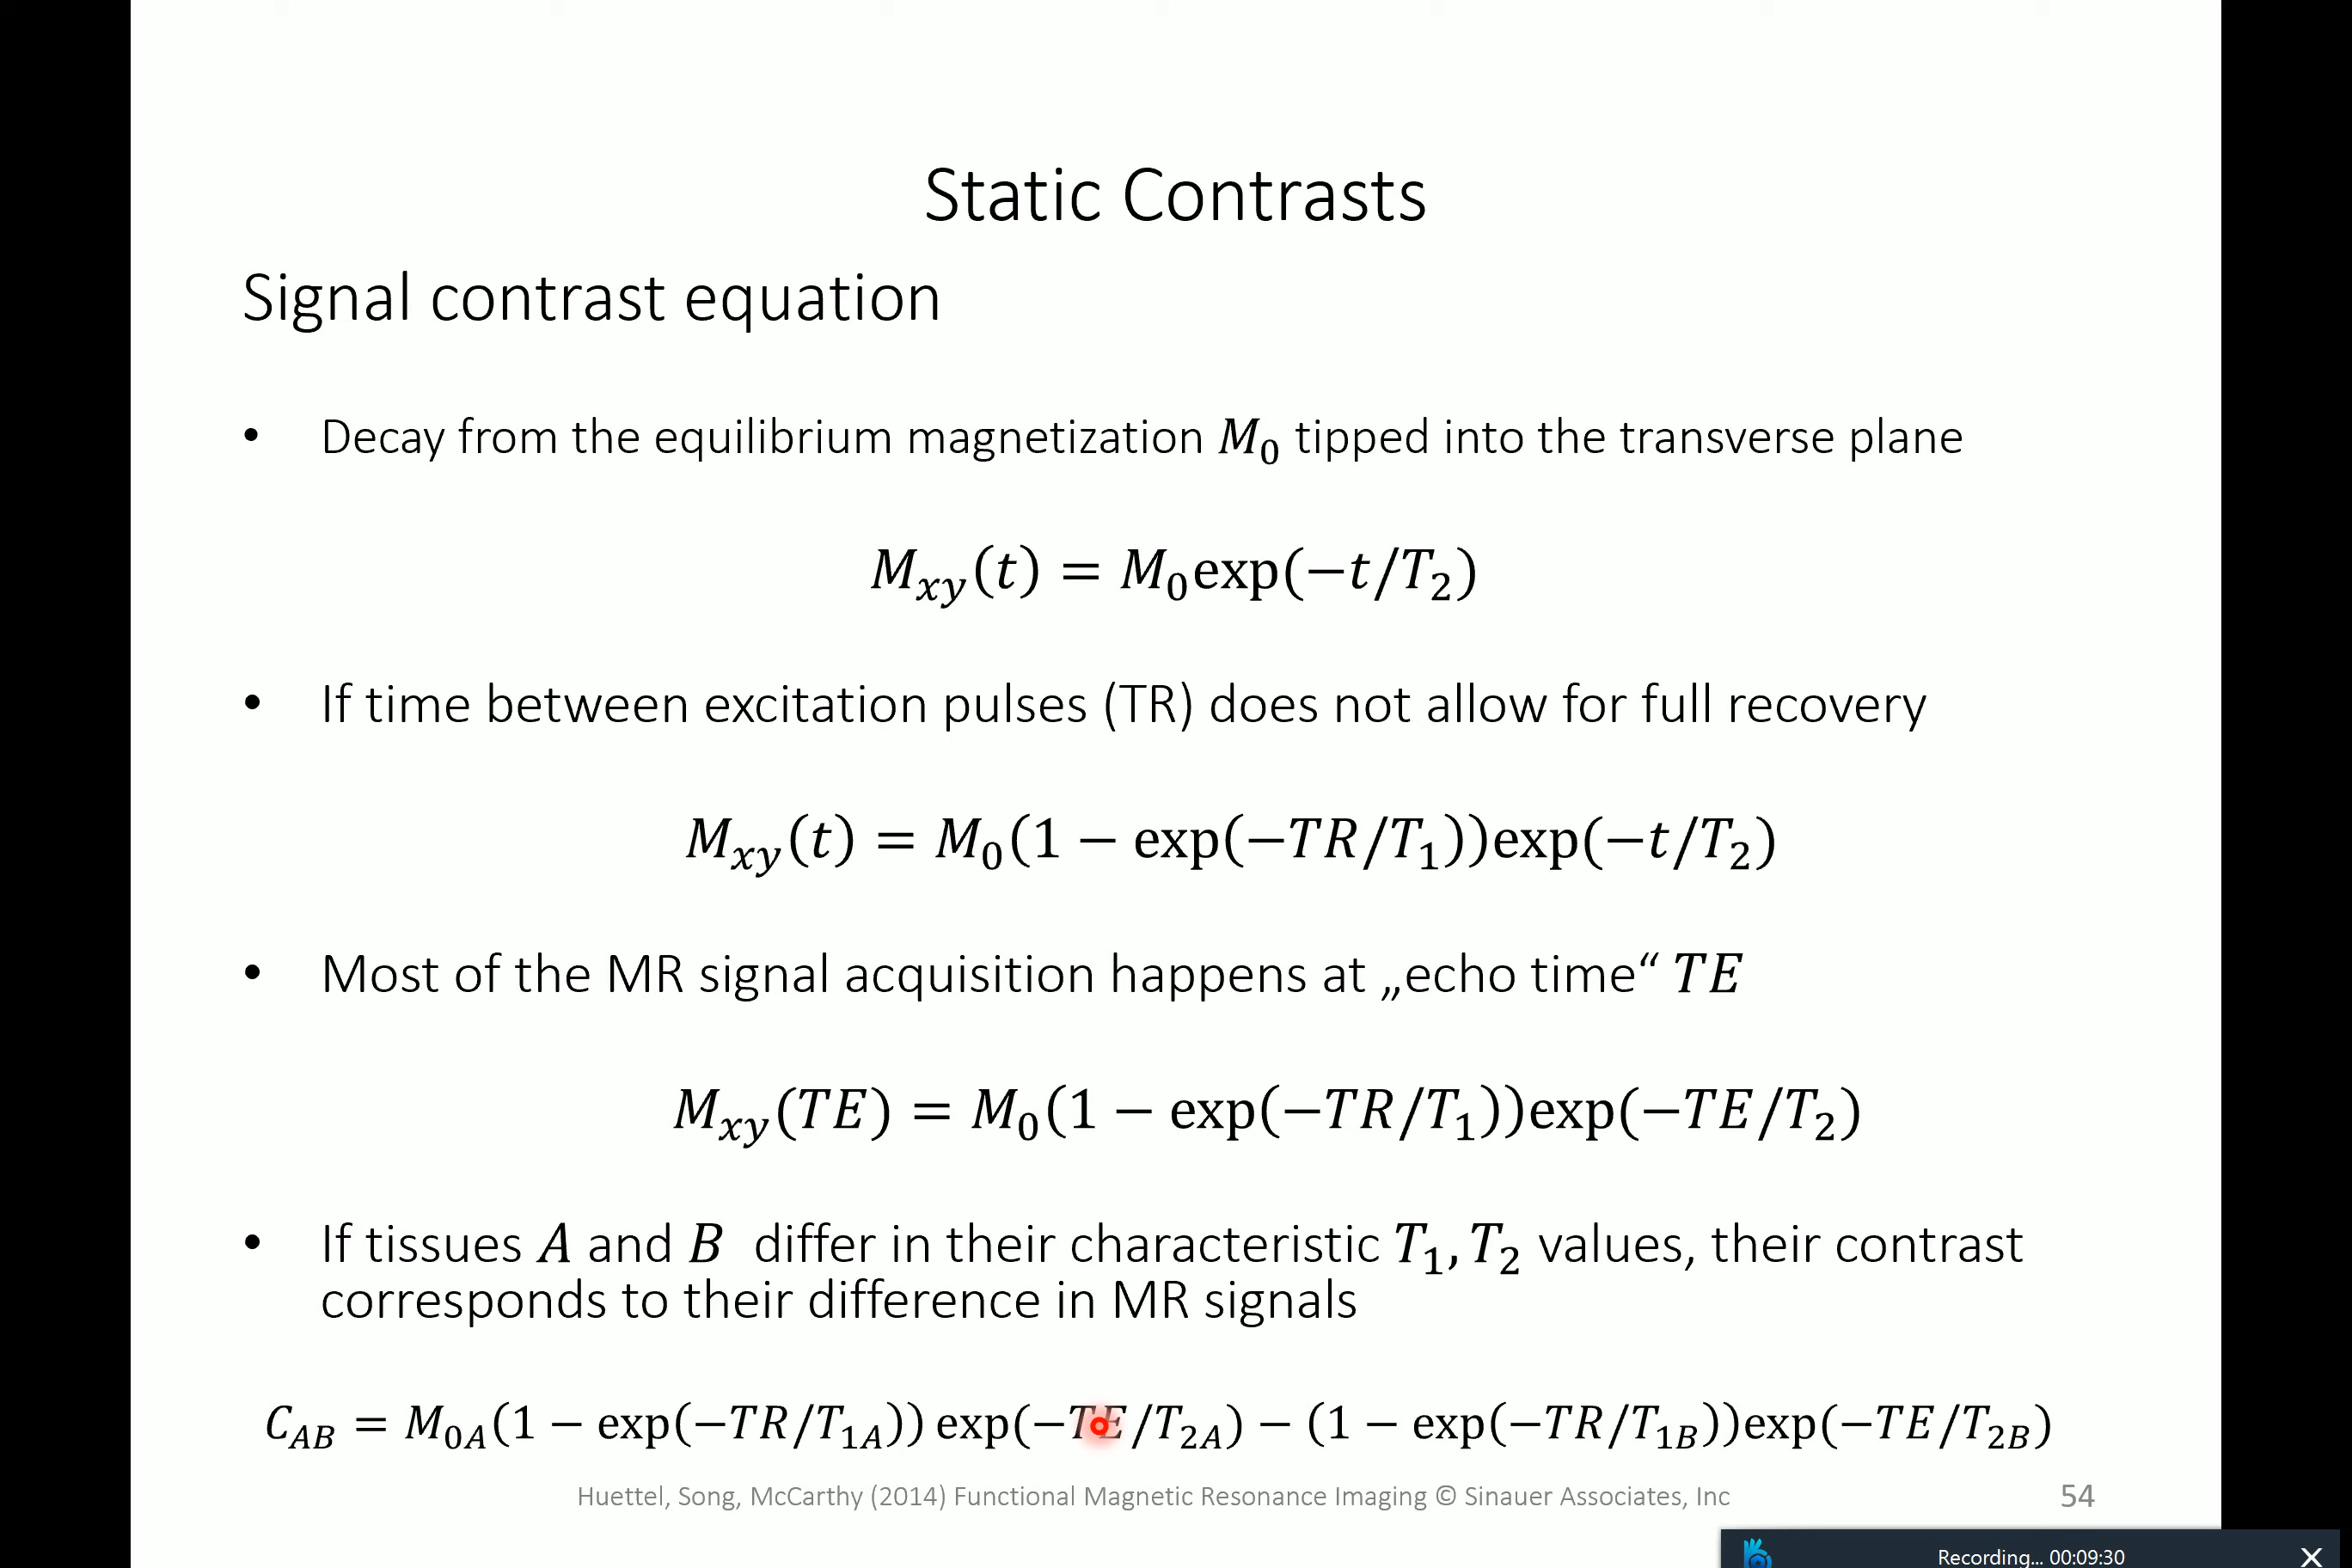 Static Contrasts
Signal contrast equation
• Decay from the equilibrium magnetization M₀ tipped into the transverse plane
Mₓᵧ(t) = M₀exp(−t/T₂)
• If time between excitation pulses (TR) does not allow for full recovery
Mₓᵧ(t) = M₀(1 − exp(−TR/T₁))exp(−t/T₂)
• Most of the MR signal acquisition happens at „echo time“ TE
Mₓᵧ(TE) = M₀(1 − exp(−TR/T₁))exp(−TE/T₂)
• If tissues A and B differ in their characteristic T₁, T₂ values, their contrast
corresponds to their difference in MR signals
C_AB = M_0A(1 − exp(−TR/T_1A)) exp(−TE/T_2A) − (1 − exp(−TR/T_1B))exp(−TE/T_2B)
Huettel, Song, McCarthy (2014) Functional Magnetic Resonance Imaging © Sinauer Associates, Inc
54
Recording... 00:09:30